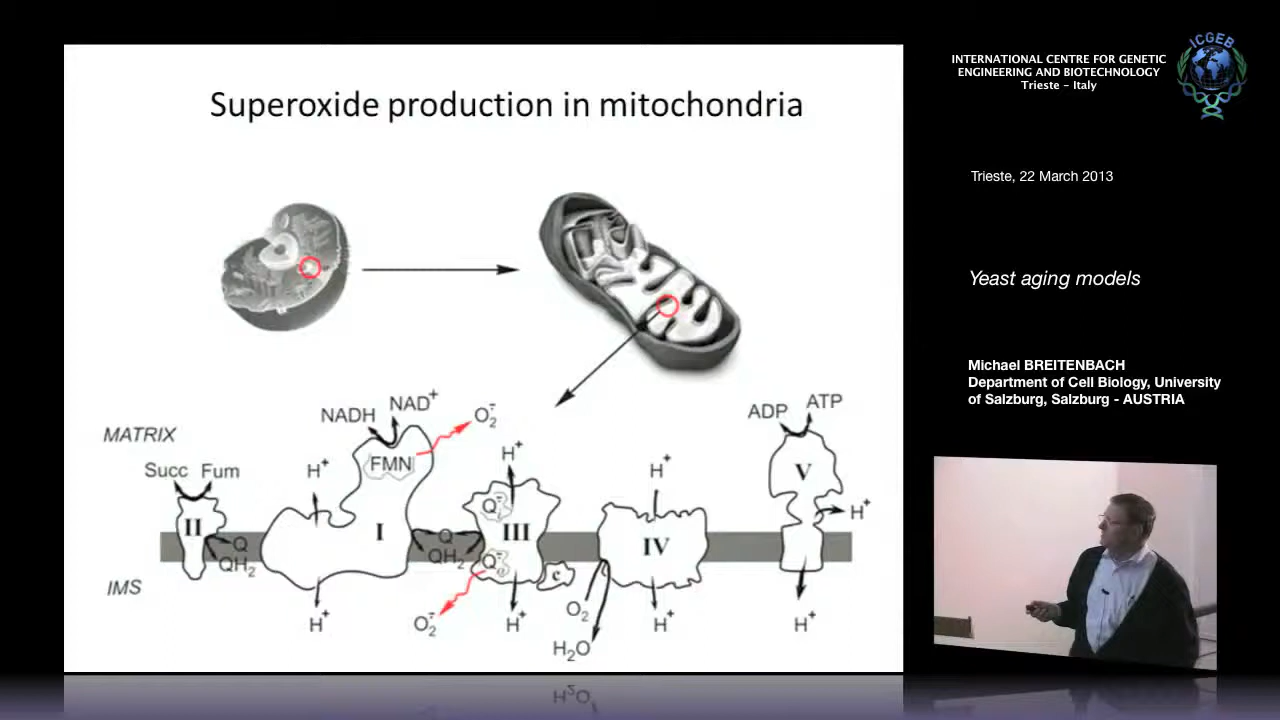 Superoxide production in mitochondria
NADH
NAD+
O2-
MATRIX
Succ
Fum
H+
FMN
H+
Q-
II
I
III
IV
V
Q
QH2
Q
QH2
Q-
c
IMS
H+
O2-
H+
O2
H2O
H+
H+
ADP
ATP
H+
H+
H2O
INTERNATIONAL CENTRE FOR GENETIC
ENGINEERING AND BIOTECHNOLOGY
Trieste – Italy
ICGEB
Trieste, 22 March 2013
Yeast aging models
Michael BREITENBACH
Department of Cell Biology, University
of Salzburg, Salzburg - AUSTRIA